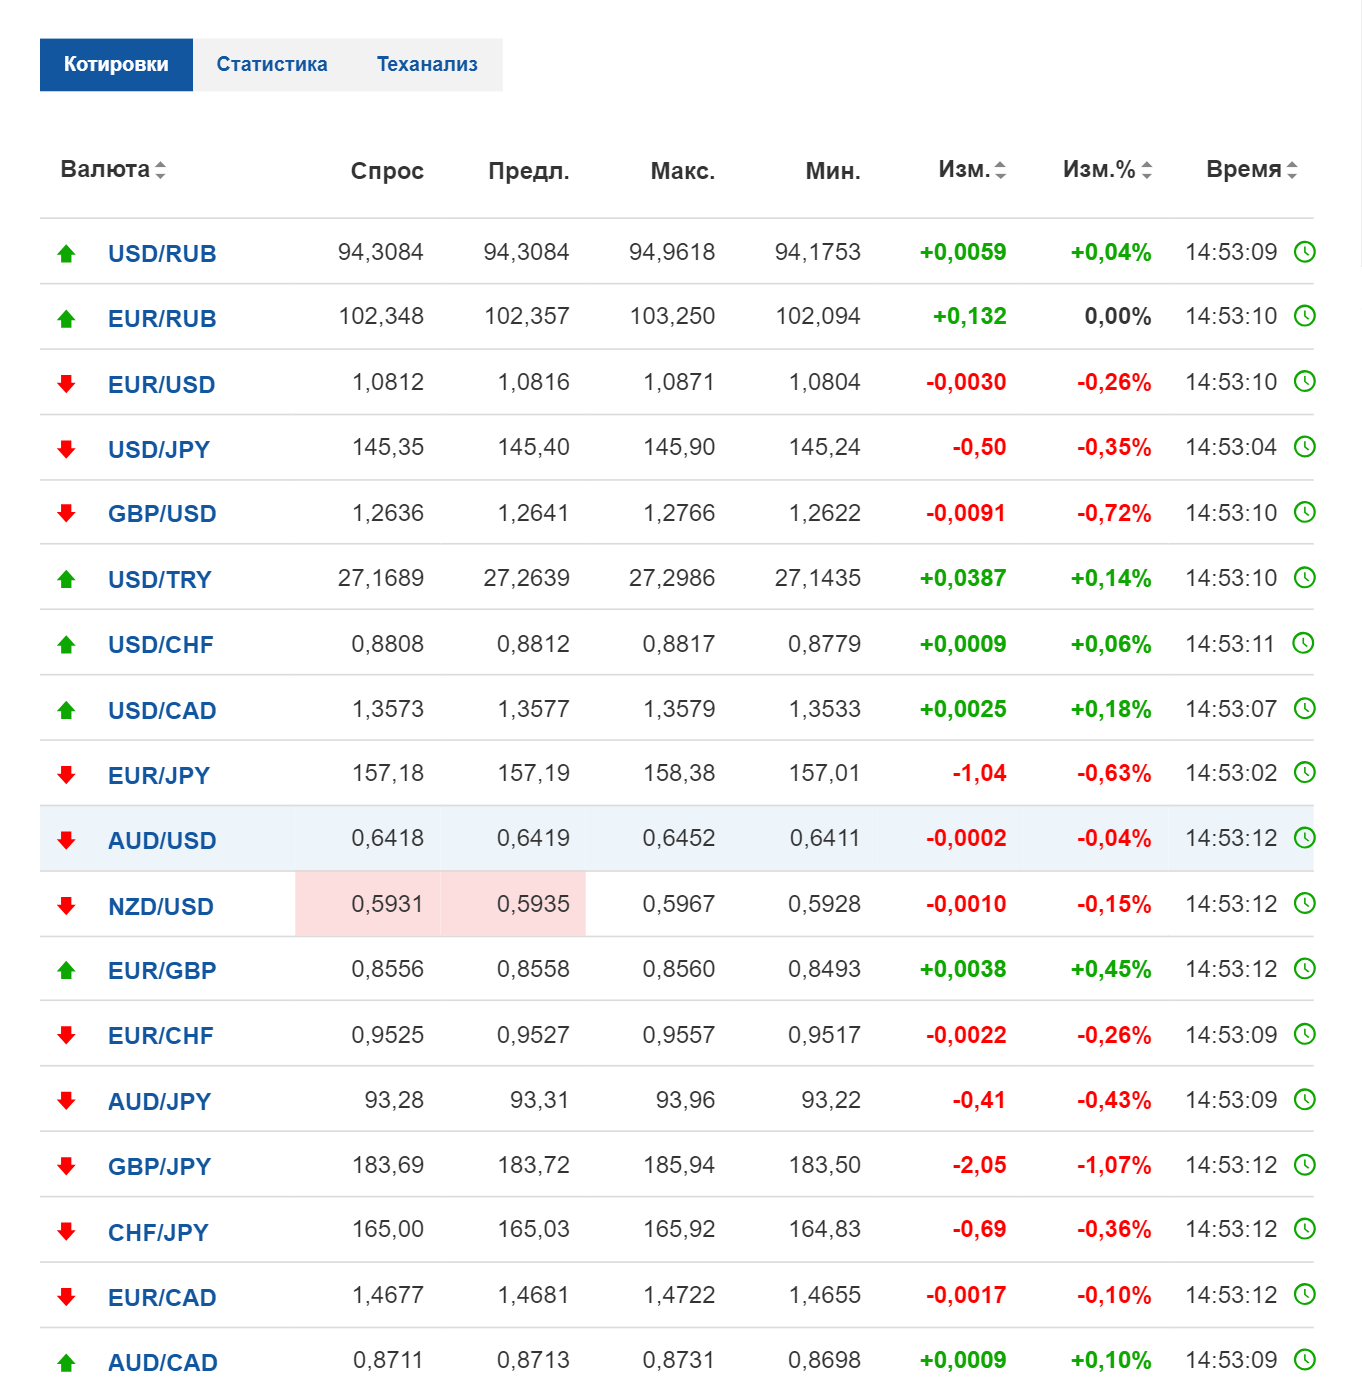 Котировки Статистика Теханализ
Валюта Спрос Предл. Макс. Мин. Изм. Изм.% Время
USD/RUB 94,3084 94,3084 94,9618 94,1753 +0,0059 +0,04% 14:53:09
EUR/RUB 102,348 102,357 103,250 102,094 +0,132 0,00% 14:53:10
EUR/USD 1,0812 1,0816 1,0871 1,0804 -0,0030 -0,26% 14:53:10
USD/JPY 145,35 145,40 145,90 145,24 -0,50 -0,35% 14:53:04
GBP/USD 1,2636 1,2641 1,2766 1,2622 -0,0091 -0,72% 14:53:10
USD/TRY 27,1689 27,2639 27,2986 27,1435 +0,0387 +0,14% 14:53:10
USD/CHF 0,8808 0,8812 0,8817 0,8779 +0,0009 +0,06% 14:53:11
USD/CAD 1,3573 1,3577 1,3579 1,3533 +0,0025 +0,18% 14:53:07
EUR/JPY 157,18 157,19 158,38 157,01 -1,04 -0,63% 14:53:02
AUD/USD 0,6418 0,6419 0,6452 0,6411 -0,0002 -0,04% 14:53:12
NZD/USD 0,5931 0,5935 0,5967 0,5928 -0,0010 -0,15% 14:53:12
EUR/GBP 0,8556 0,8558 0,8560 0,8493 +0,0038 +0,45% 14:53:12
EUR/CHF 0,9525 0,9527 0,9557 0,9517 -0,0022 -0,26% 14:53:09
AUD/JPY 93,28 93,31 93,96 93,22 -0,41 -0,43% 14:53:09
GBP/JPY 183,69 183,72 185,94 183,50 -2,05 -1,07% 14:53:12
CHF/JPY 165,00 165,03 165,92 164,83 -0,69 -0,36% 14:53:12
EUR/CAD 1,4677 1,4681 1,4722 1,4655 -0,0017 -0,10% 14:53:12
AUD/CAD 0,8711 0,8713 0,8731 0,8698 +0,0009 +0,10% 14:53:09